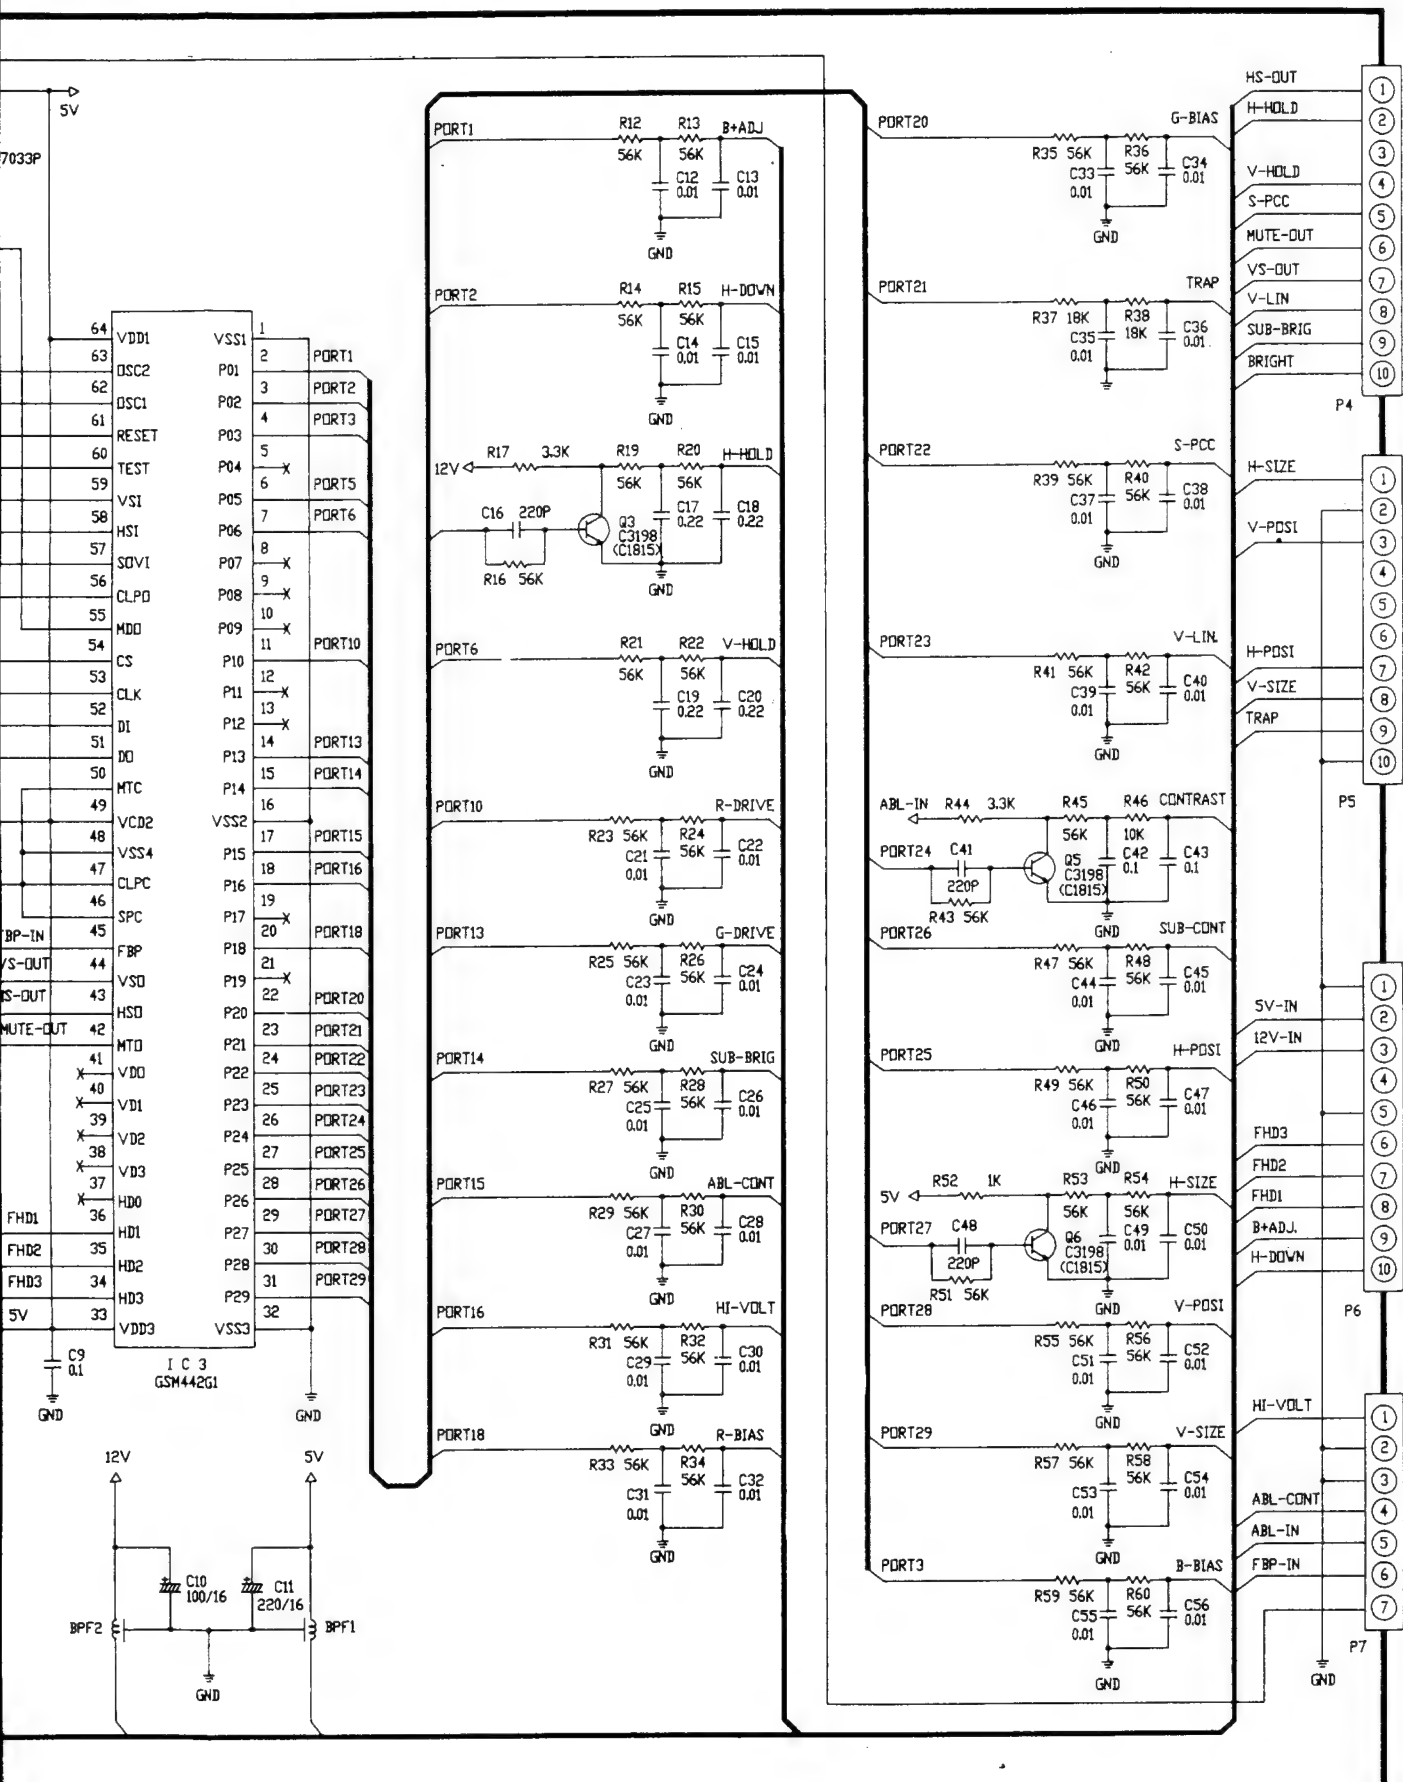 5V
7033P
64 VDD1 VSS1 1
63 OSC2 P01 2 PORT1
62 OSC1 P02 3 PORT2
61 RESET P03 4 PORT3
60 TEST P04 5 X
59 VSI P05 6 PORT5
58 HSI P06 7 PORT6
57 SOVI P07 8 X
56 CLPO P08 9 X
55 MDO P09 10 X
54 CS P10 11 PORT10
53 CLK P11 12 X
52 DI P12 13 X
51 DO P13 14 PORT13
50 MTC P14 15 PORT14
49 VCD2 VSS2 16
48 VSS4 P15 17 PORT15
47 CLPC P16 18 PORT16
46 SPC P17 19 X
BP-IN 45 FBP P18 20 PORT18
VS-OUT 44 VSO P19 21 X
IS-OUT 43 HSO P20 22 PORT20
MUTE-OUT 42 MTO P21 23 PORT21
X 41 VDO P22 24 PORT22
X 40 VD1 P23 25 PORT23
X 39 VD2 P24 26 PORT24
X 38 VD3 P25 27 PORT25
X 37 HD0 P26 28 PORT26
FHD1 36 HD1 P27 29 PORT27
FHD2 35 HD2 P28 30 PORT28
FHD3 34 HD3 P29 31 PORT29
5V 33 VDD3 VSS3 32
C9
0.1
GND
I C 3
GSM442G1
GND
12V
5V
C10
100/16
C11
220/16
BPF2
BPF1
GND
PORT1 R12 R13 B+ADJ
56K 56K
C12 C13
0.01 0.01
GND
PORT2 R14 R15 H-DOWN
56K 56K
C14 C15
0.01 0.01
GND
12V R17 3.3K R19 R20 H-HOLD
56K 56K
C16 220P
R16 56K
Q3
C3198
(C1815)
C17 C18
0.22 0.22
GND
PORT6 R21 R22 V-HOLD
56K 56K
C19 C20
0.22 0.22
GND
PORT10 R-DRIVE
R23 56K R24
56K
C21 C22
0.01 0.01
GND
PORT13 G-DRIVE
R25 56K R26
56K
C23 C24
0.01 0.01
GND
PORT14 SUB-BRIG
R27 56K R28
56K
C25 C26
0.01 0.01
GND
PORT15 ABL-CONT
R29 56K R30
56K
C27 C28
0.01 0.01
GND
PORT16 HI-VOLT
R31 56K R32
56K
C29 C30
0.01 0.01
GND
PORT18 R-BIAS
R33 56K R34
56K
C31 C32
0.01 0.01
GND
PORT20 G-BIAS
R35 56K R36
56K
C33 C34
0.01 0.01
GND
PORT21 TRAP
R37 18K R38
18K
C35 C36
0.01 0.01
PORT22 S-PCC
R39 56K R40
56K
C37 C38
0.01 0.01
GND
PORT23 V-LIN.
R41 56K R42
56K
C39 C40
0.01 0.01
GND
ABL-IN R44 3.3K R45 R46 CONTRAST
56K 10K
PORT24 C41
220P
R43 56K
Q5
C3198
(C1815)
C42 C43
0.1 0.1
GND
PORT26 SUB-CONT
R47 56K R48
56K
C44 C45
0.01 0.01
GND
PORT25 H-POSI
R49 56K R50
56K
C46 C47
0.01 0.01
GND
5V R52 1K R53 R54 H-SIZE
56K 56K
PORT27 C48
220P
R51 56K
Q6
C3198
(C1815)
C49 C50
0.01 0.01
GND
PORT28 V-POSI
R55 56K R56
56K
C51 C52
0.01 0.01
GND
PORT29 V-SIZE
R57 56K R58
56K
C53 C54
0.01 0.01
GND
PORT3 B-BIAS
R59 56K R60
56K
C55 C56
0.01 0.01
GND
HS-OUT 1
H-HOLD 2
3
V-HOLD 4
S-PCC 5
MUTE-OUT 6
VS-OUT 7
V-LIN 8
SUB-BRIG 9
BRIGHT 10
P4
H-SIZE 1
2
V-POSI 3
4
5
6
H-POSI 7
V-SIZE 8
TRAP 9
10
P5
1
5V-IN 2
12V-IN 3
4
5
FHD3 6
FHD2 7
FHD1 8
B+ADJ. 9
H-DOWN 10
P6
HI-VOLT 1
2
3
ABL-CONT 4
ABL-IN 5
FBP-IN 6
7
P7
GND